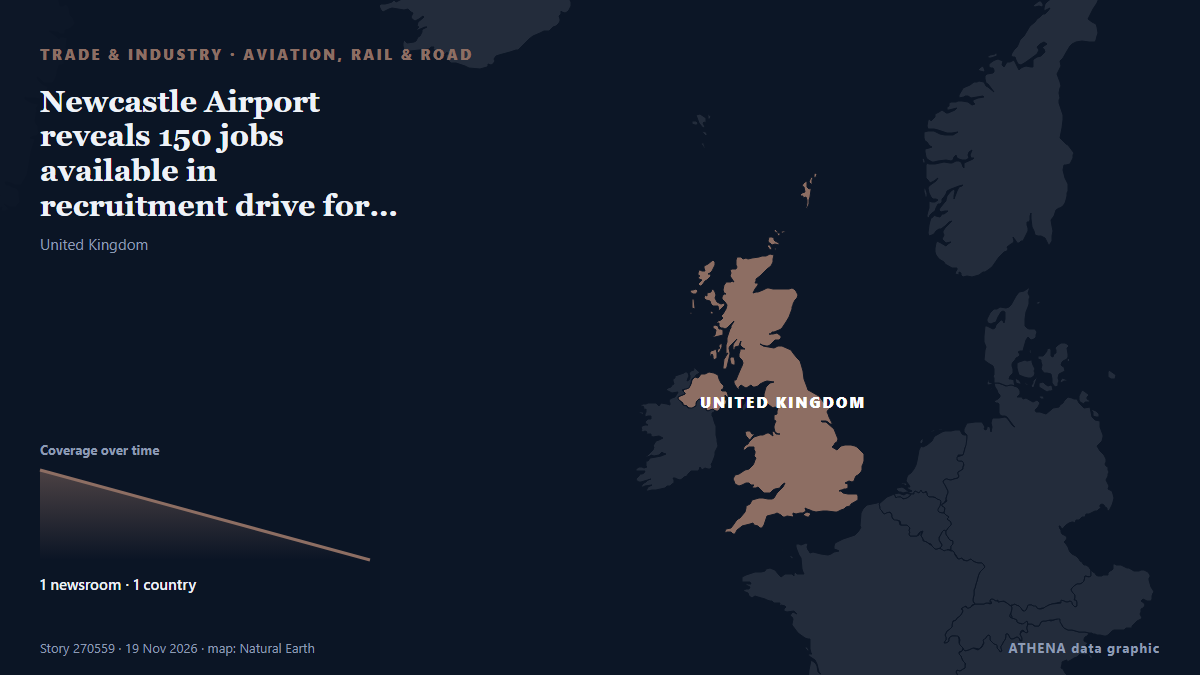 TRADE & INDUSTRY · AVIATION, RAIL & ROAD
Newcastle Airport
reveals 150 jobs
available in
recruitment drive for...
United Kingdom
UNITED KINGDOM
Coverage over time
1 newsroom · 1 country
Story 270559 · 19 Nov 2026 · map: Natural Earth
ATHENA data graphic